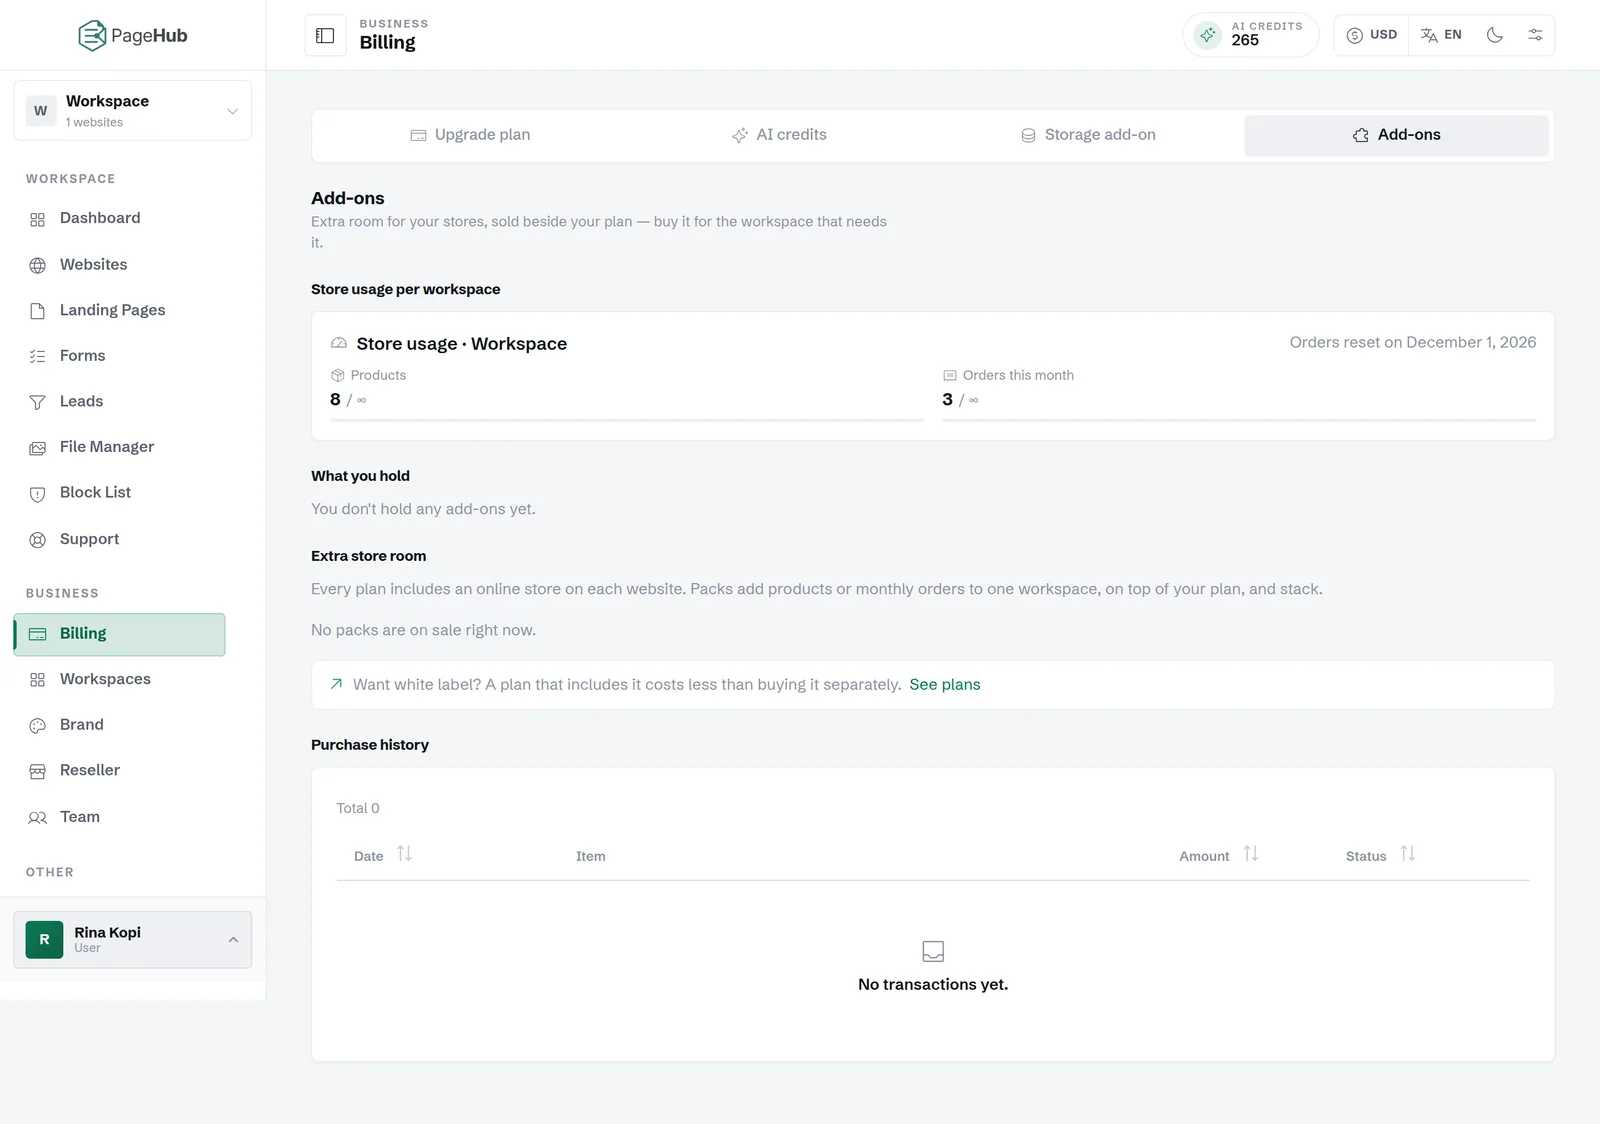 PageHub
BUSINESS
Billing
AI CREDITS
265
USD
EN
W
Workspace
1 websites
WORKSPACE
Dashboard
Websites
Landing Pages
Forms
Leads
File Manager
Block List
Support
BUSINESS
Billing
Workspaces
Brand
Reseller
Team
OTHER
R
Rina Kopi
User
Upgrade plan
AI credits
Storage add-on
Add-ons
Add-ons
Extra room for your stores, sold beside your plan — buy it for the workspace that needs
it.
Store usage per workspace
Store usage · Workspace
Orders reset on December 1, 2026
Products
8 / ∞
Orders this month
3 / ∞
What you hold
You don't hold any add-ons yet.
Extra store room
Every plan includes an online store on each website. Packs add products or monthly orders to one workspace, on top of your plan, and stack.
No packs are on sale right now.
Want white label? A plan that includes it costs less than buying it separately. See plans
Purchase history
Total 0
Date
Item
Amount
Status
No transactions yet.